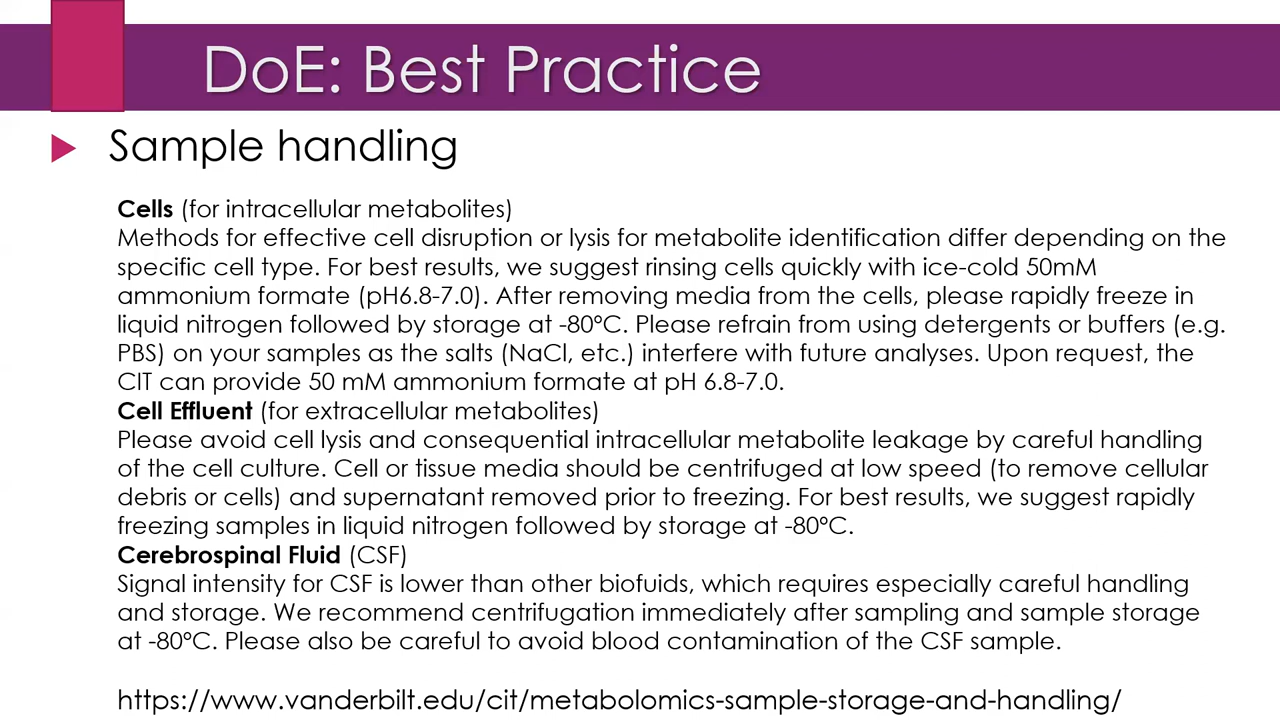 DoE: Best Practice
Sample handling
Cells (for intracellular metabolites)
Methods for effective cell disruption or lysis for metabolite identification differ depending on the
specific cell type. For best results, we suggest rinsing cells quickly with ice-cold 50mM
ammonium formate (pH6.8-7.0). After removing media from the cells, please rapidly freeze in
liquid nitrogen followed by storage at -80ºC. Please refrain from using detergents or buffers (e.g.
PBS) on your samples as the salts (NaCl, etc.) interfere with future analyses. Upon request, the
CIT can provide 50 mM ammonium formate at pH 6.8-7.0.
Cell Effluent (for extracellular metabolites)
Please avoid cell lysis and consequential intracellular metabolite leakage by careful handling
of the cell culture. Cell or tissue media should be centrifuged at low speed (to remove cellular
debris or cells) and supernatant removed prior to freezing. For best results, we suggest rapidly
freezing samples in liquid nitrogen followed by storage at -80ºC.
Cerebrospinal Fluid (CSF)
Signal intensity for CSF is lower than other biofuids, which requires especially careful handling
and storage. We recommend centrifugation immediately after sampling and sample storage
at -80ºC. Please also be careful to avoid blood contamination of the CSF sample.
https://www.vanderbilt.edu/cit/metabolomics-sample-storage-and-handling/